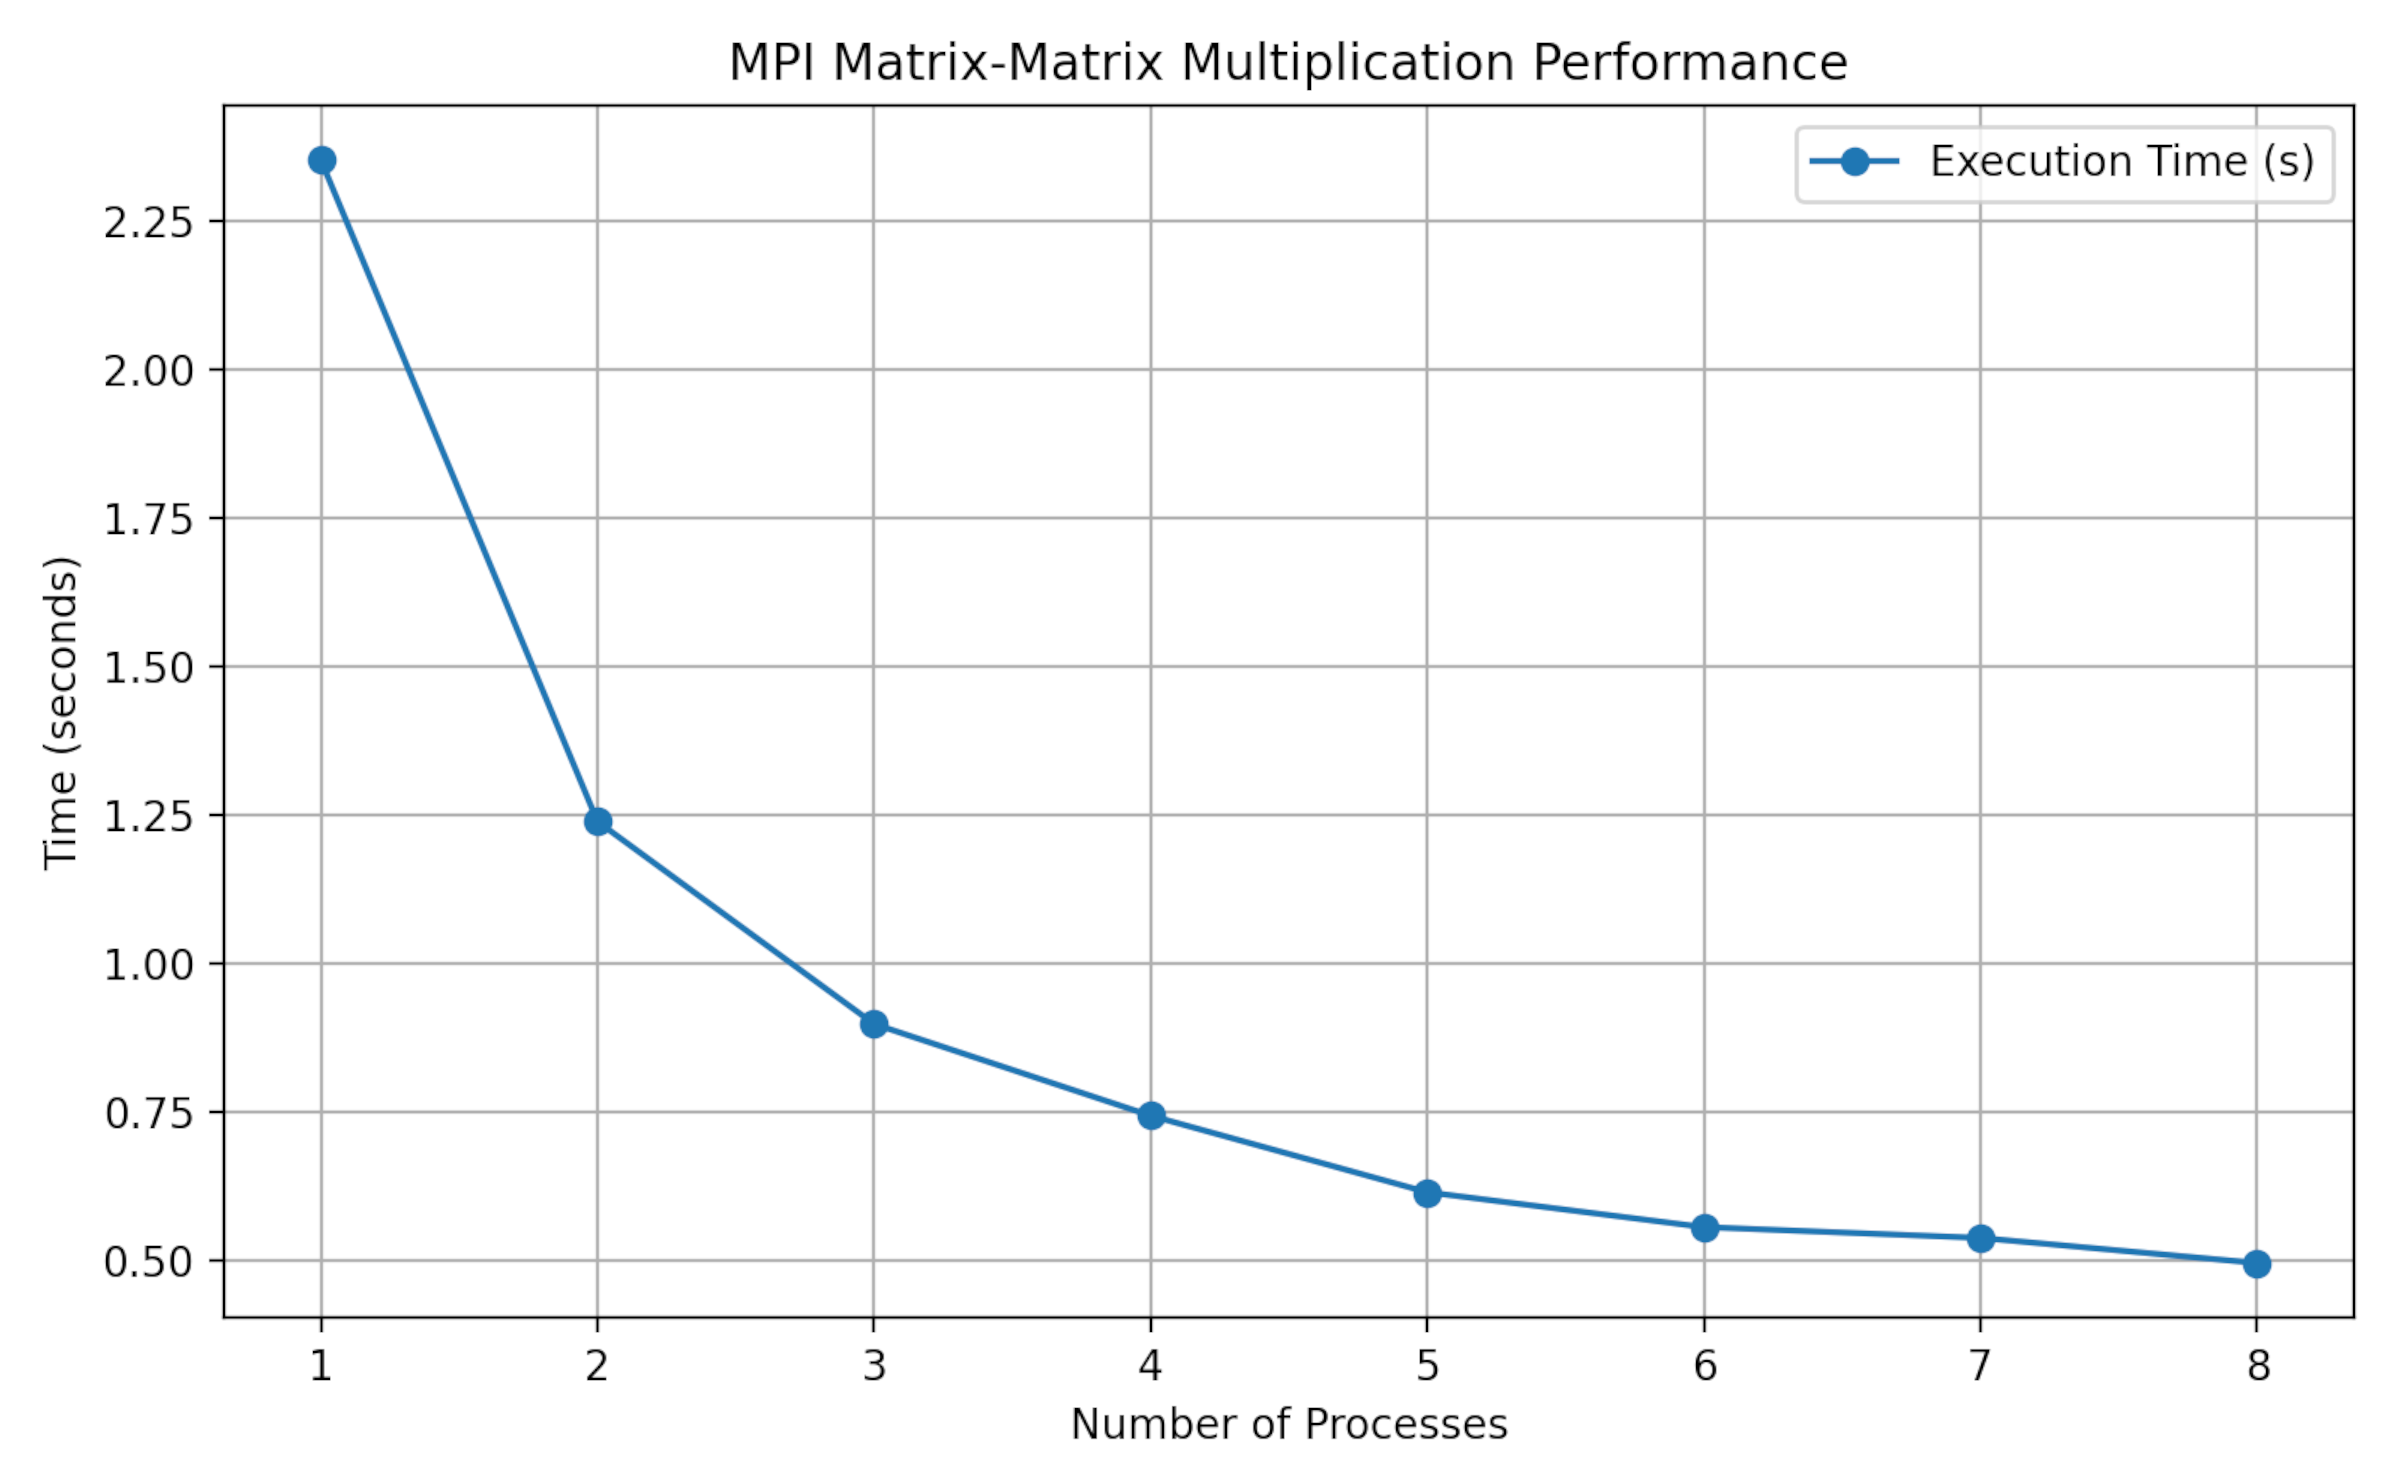 MPI Matrix-Matrix Multiplication Performance
Execution Time (s)
2.25
2.00
1.75
1.50
1.25
1.00
0.75
0.50
Time (seconds)
1 2 3 4 5 6 7 8
Number of Processes